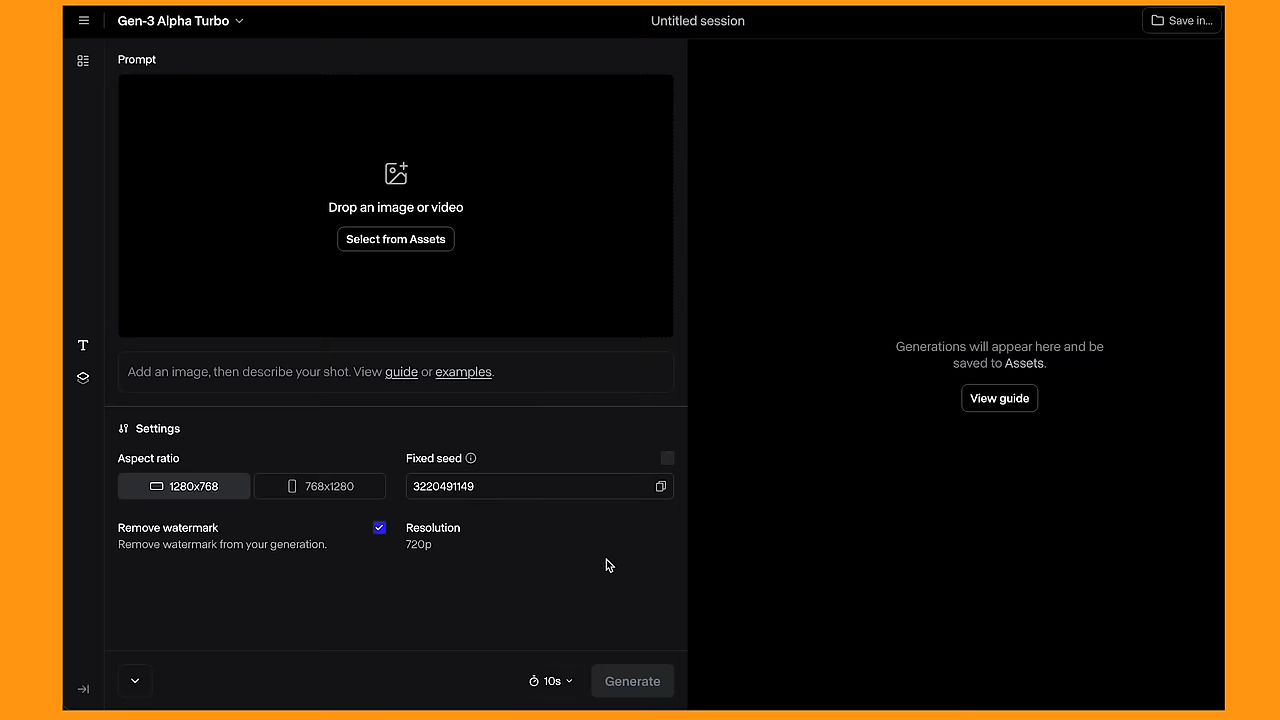 Gen-3 Alpha Turbo
Untitled session
Save in...
Prompt
Drop an image or video
Select from Assets
Add an image, then describe your shot. View guide or examples.
Settings
Aspect ratio
1280x768
768x1280
Fixed seed
3220491149
Remove watermark
Remove watermark from your generation.
Resolution
720p
10s
Generate
Generations will appear here and be
saved to Assets.
View guide